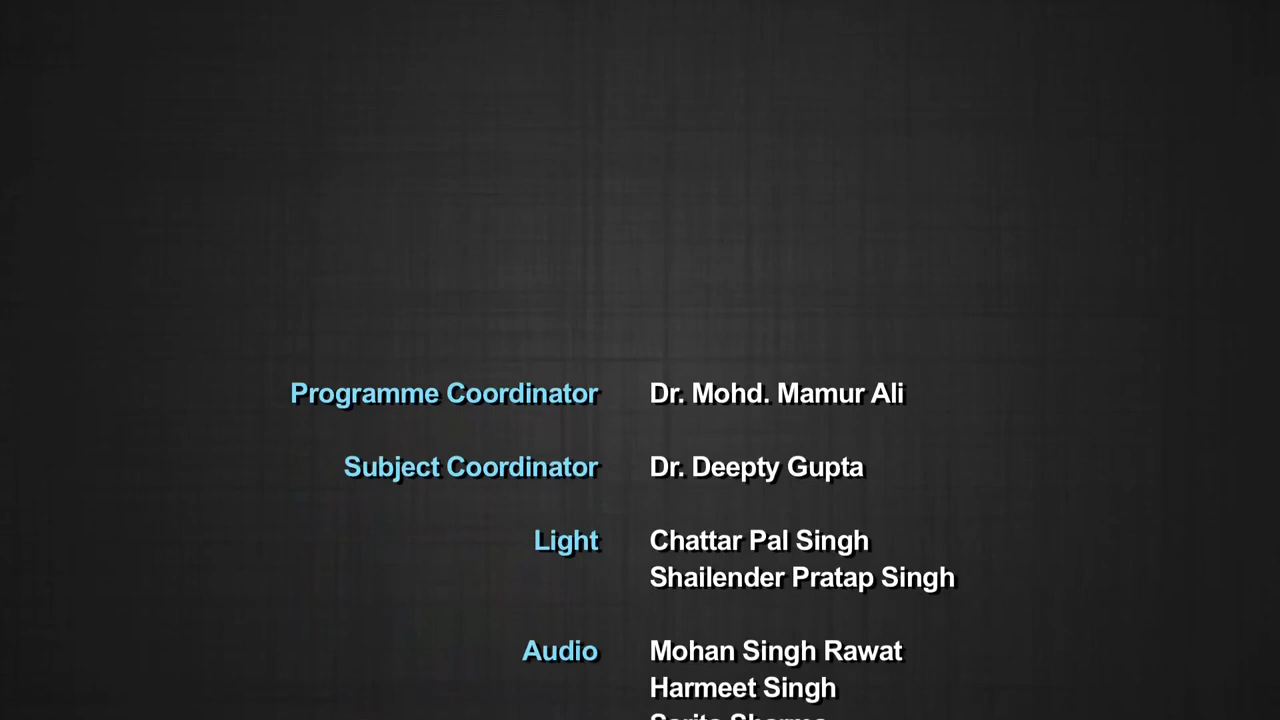 Programme Coordinator Dr. Mohd. Mamur Ali
Subject Coordinator Dr. Deepty Gupta
Light Chattar Pal Singh
Shailender Pratap Singh
Audio Mohan Singh Rawat
Harmeet Singh